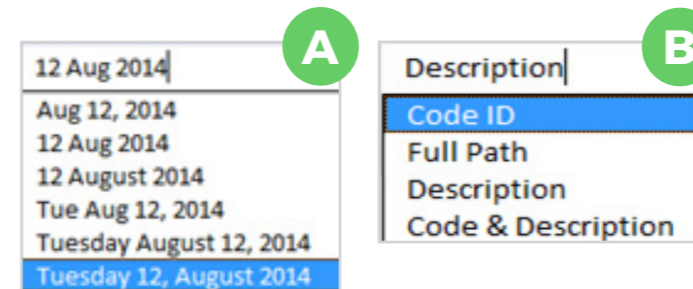 A
12 Aug 2014
Aug 12, 2014
12 Aug 2014
12 August 2014
Tue Aug 12, 2014
Tuesday August 12, 2014
Tuesday 12, August 2014
B
Description
Code ID
Full Path
Description
Code & Description